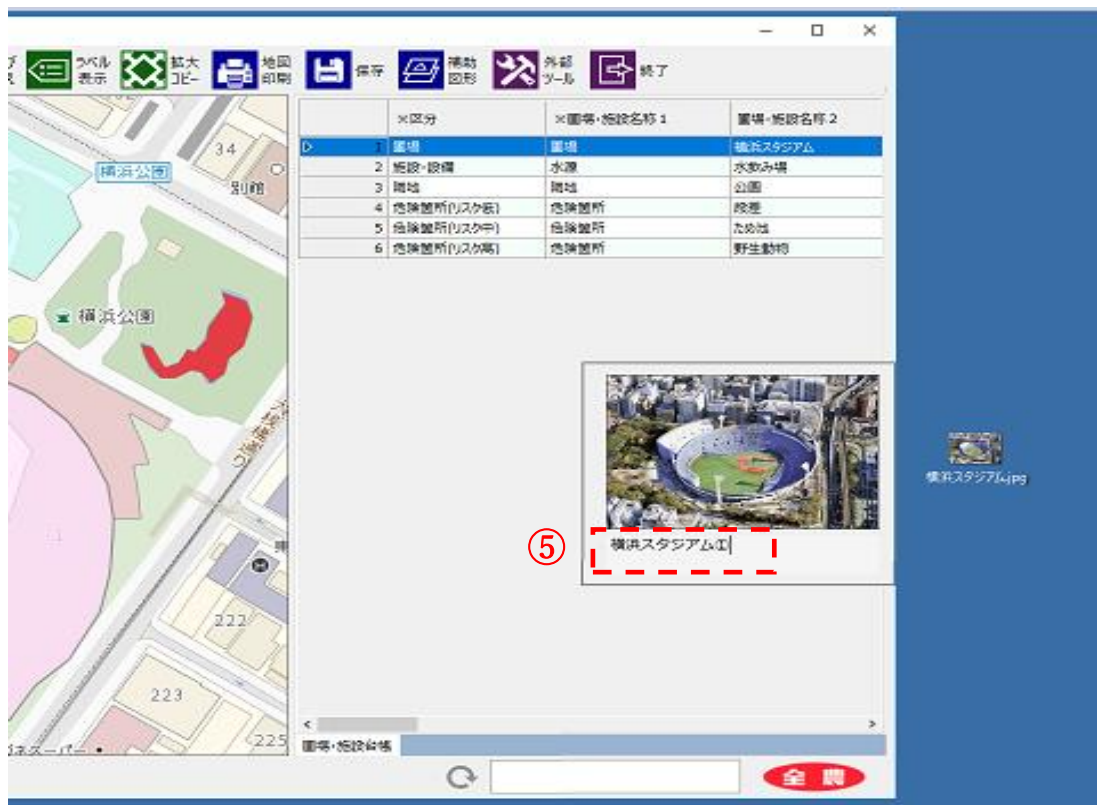 ラベル
表示
拡大
コピー
地図
印刷
保存
補助
図形
外部
ツール
終了
※区分 ※圃場・施設名称1 圃場・施設名称2
1 圃場 圃場 横浜スタジアム
2 施設・設備 水源 水飲み場
3 隣地 隣地 公園
4 危険箇所(リスク低) 危険箇所 段差
5 危険箇所(リスク中) 危険箇所 ため池
6 危険箇所(リスク高) 危険箇所 野生動物
34
横浜公園
別館
横浜公園
222
223
225
横浜スタジアム.jpg
⑤
横浜スタジアム①
圃場・施設台帳
全農